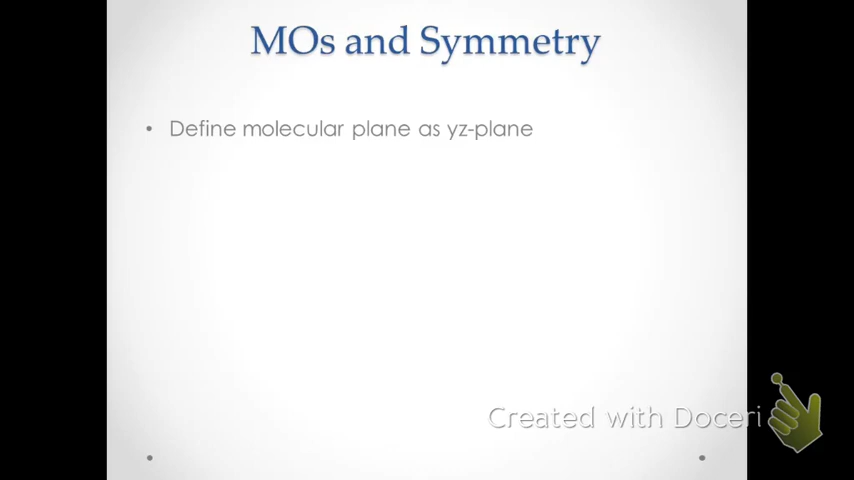 MOs and Symmetry
• Define molecular plane as yz-plane
Created with Doceri